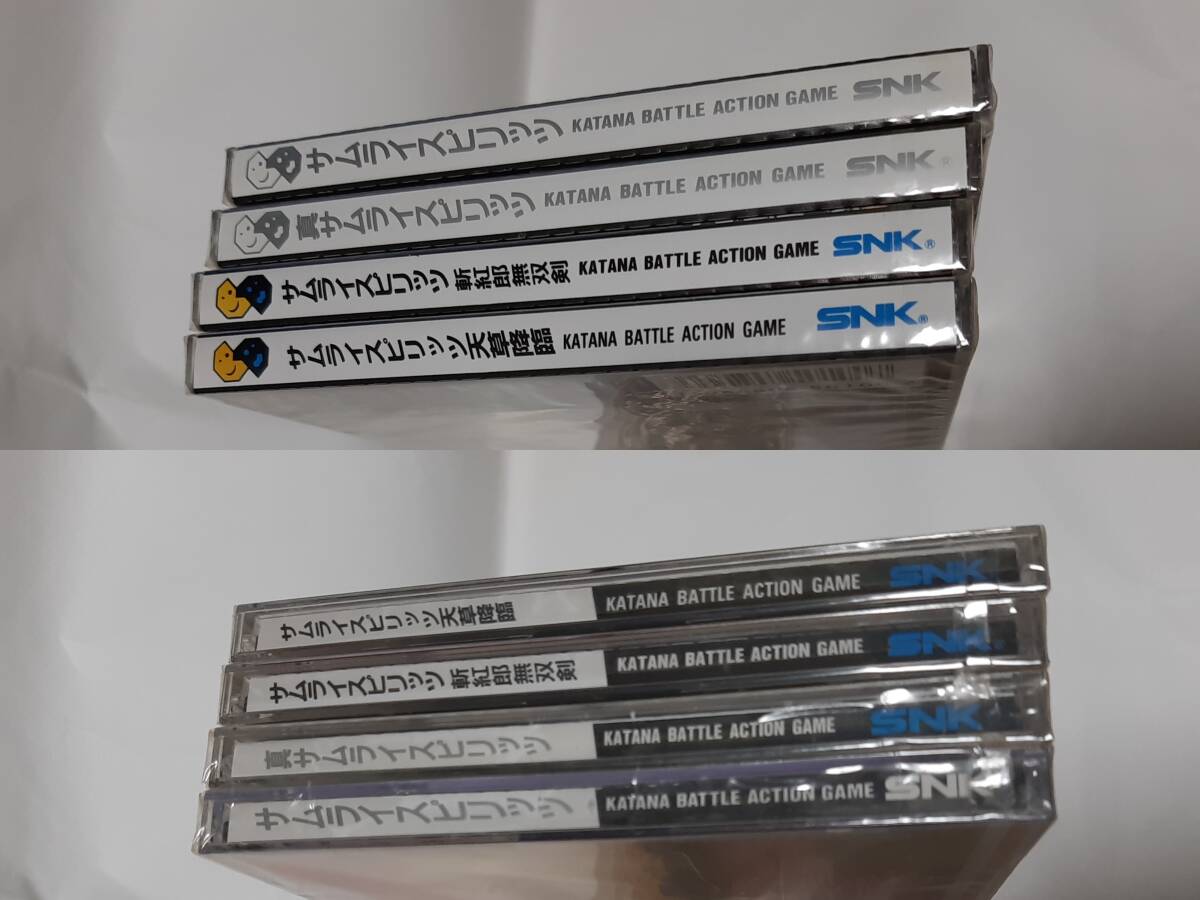 サムライスピリッツ KATANA BATTLE ACTION GAME SNK
真サムライスピリッツ KATANA BATTLE ACTION GAME SNK®
サムライスピリッツ 斬紅郎無双剣 KATANA BATTLE ACTION GAME SNK®
サムライスピリッツ天草降臨 KATANA BATTLE ACTION GAME SNK®
サムライスピリッツ天草降臨 KATANA BATTLE ACTION GAME SNK
サムライスピリッツ 斬紅郎無双剣 KATANA BATTLE ACTION GAME SNK®
真サムライスピリッツ KATANA BATTLE ACTION GAME SNK
サムライスピリッツ KATANA BATTLE ACTION GAME SNK